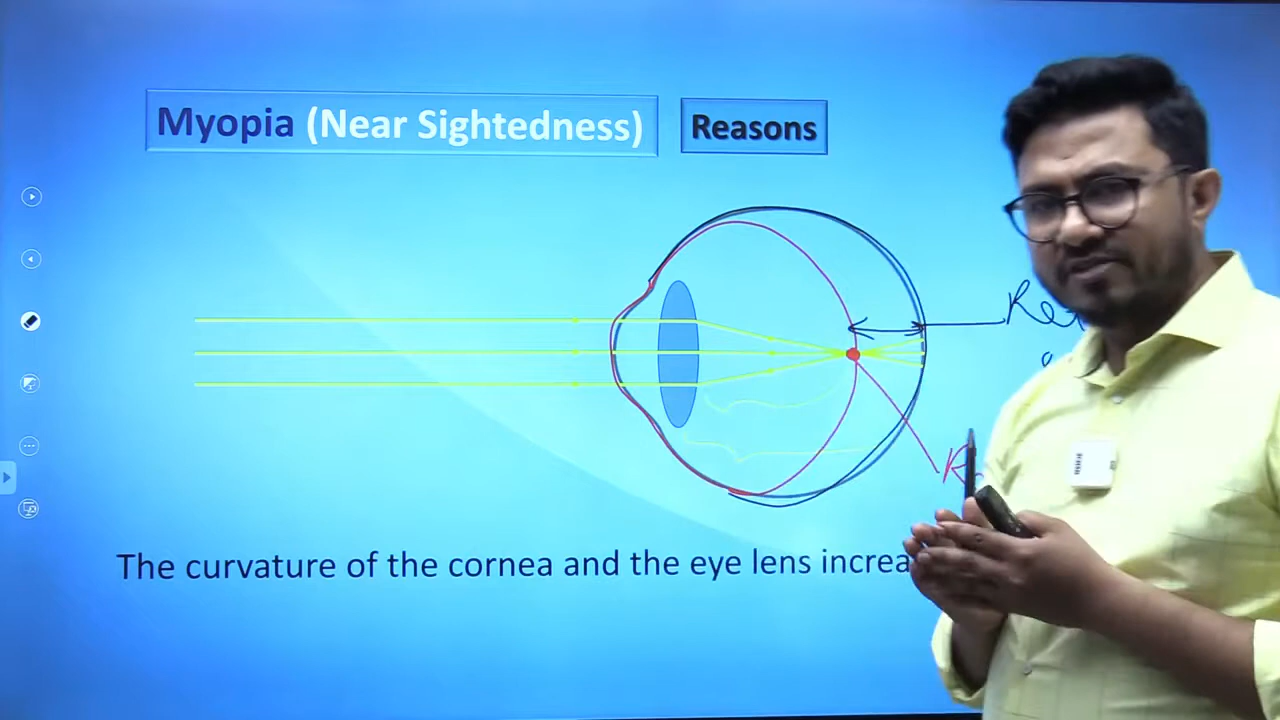 Myopia (Near Sightedness) Reasons
The curvature of the cornea and the eye lens increa